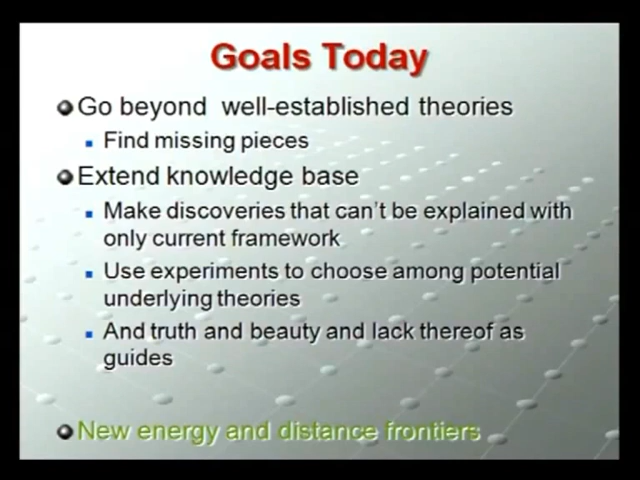 Goals Today
Go beyond well-established theories
Find missing pieces
Extend knowledge base
Make discoveries that can't be explained with
only current framework
Use experiments to choose among potential
underlying theories
And truth and beauty and lack thereof as
guides
New energy and distance frontiers